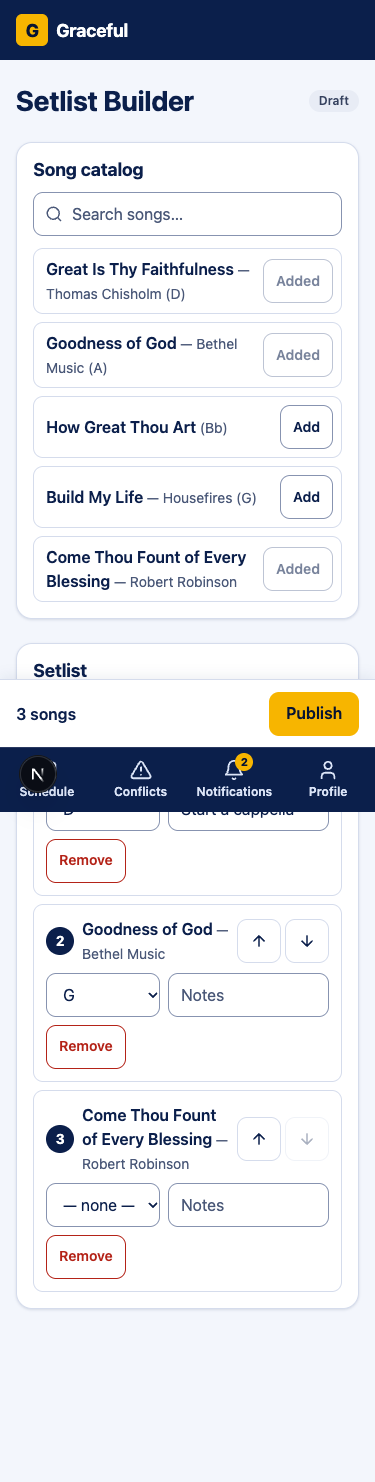 G Graceful
Setlist Builder
Draft
Song catalog
Search songs...
Great Is Thy Faithfulness —
Thomas Chisholm (D)
Added
Goodness of God — Bethel
Music (A)
Added
How Great Thou Art (Bb)
Add
Build My Life — Housefires (G)
Add
Come Thou Fount of Every
Blessing — Robert Robinson
Added
Setlist
3 songs
Publish
N
Conflicts
2
Notifications
Profile
Remove
2
Goodness of God —
Bethel Music
G
Notes
Remove
3
Come Thou Fount
of Every Blessing —
Robert Robinson
— none —
Notes
Remove